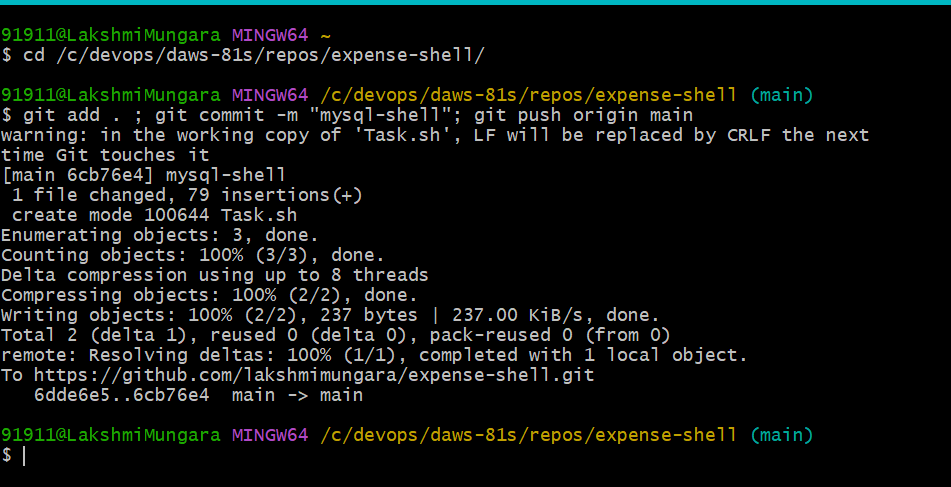 91911@LakshmiMungara MINGW64 ~
$ cd /c/devops/daws-81s/repos/expense-shell/
91911@LakshmiMungara MINGW64 /c/devops/daws-81s/repos/expense-shell (main)
$ git add . ; git commit -m "mysql-shell"; git push origin main
warning: in the working copy of 'Task.sh', LF will be replaced by CRLF the next
time Git touches it
[main 6cb76e4] mysql-shell
 1 file changed, 79 insertions(+)
 create mode 100644 Task.sh
Enumerating objects: 3, done.
Counting objects: 100% (3/3), done.
Delta compression using up to 8 threads
Compressing objects: 100% (2/2), done.
Writing objects: 100% (2/2), 237 bytes | 237.00 KiB/s, done.
Total 2 (delta 1), reused 0 (delta 0), pack-reused 0 (from 0)
remote: Resolving deltas: 100% (1/1), completed with 1 local object.
To https://github.com/lakshmimungara/expense-shell.git
   6dde6e5..6cb76e4  main -> main
91911@LakshmiMungara MINGW64 /c/devops/daws-81s/repos/expense-shell (main)
$